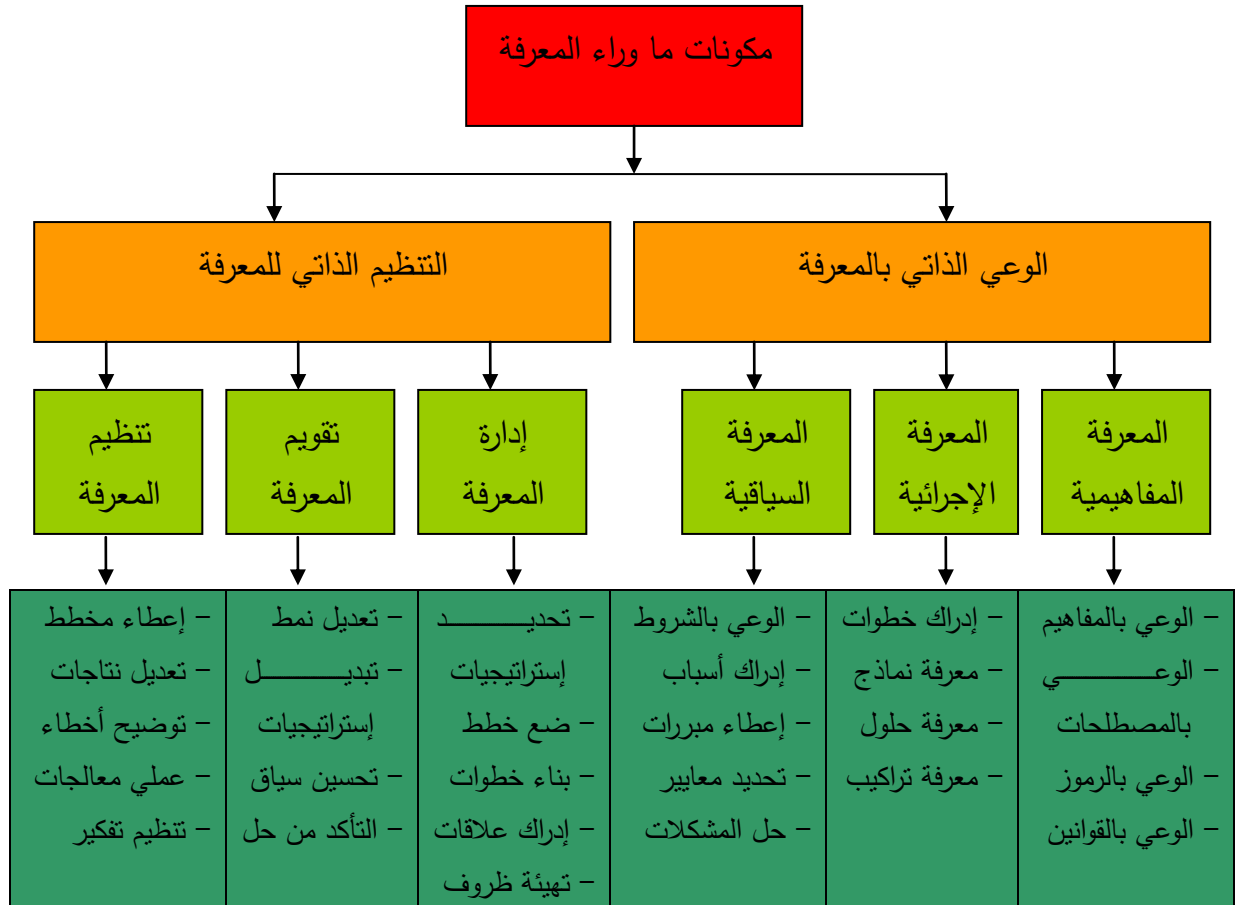 مكونات ما وراء المعرفة
الوعي الذاتي بالمعرفة
التنظيم الذاتي للمعرفة
المعرفة
المفاهيمية
المعرفة
الإجرائية
المعرفة
السياقية
إدارة
المعرفة
تقويم
المعرفة
تنظيم
المعرفة
– الوعي بالمفاهيم
– الوعـــــــــي
بالمصطلحات
– الوعي بالرموز
– الوعي بالقوانين
– إدراك خطوات
– معرفة نماذج
– معرفة حلول
– معرفة تراكيب
– الوعي بالشروط
– إدراك أسباب
– إعطاء مبررات
– تحديد معايير
– حل المشكلات
– تحديـــــــــد
إستراتيجيات
– ضع خطط
– بناء خطوات
– إدراك علاقات
– تهيئة ظروف
– تعديل نمط
– تبديـــــــــل
إستراتيجيات
– تحسين سياق
– التأكد من حل
– إعطاء مخطط
– تعديل نتاجات
– توضيح أخطاء
– عملي معالجات
– تنظيم تفكير